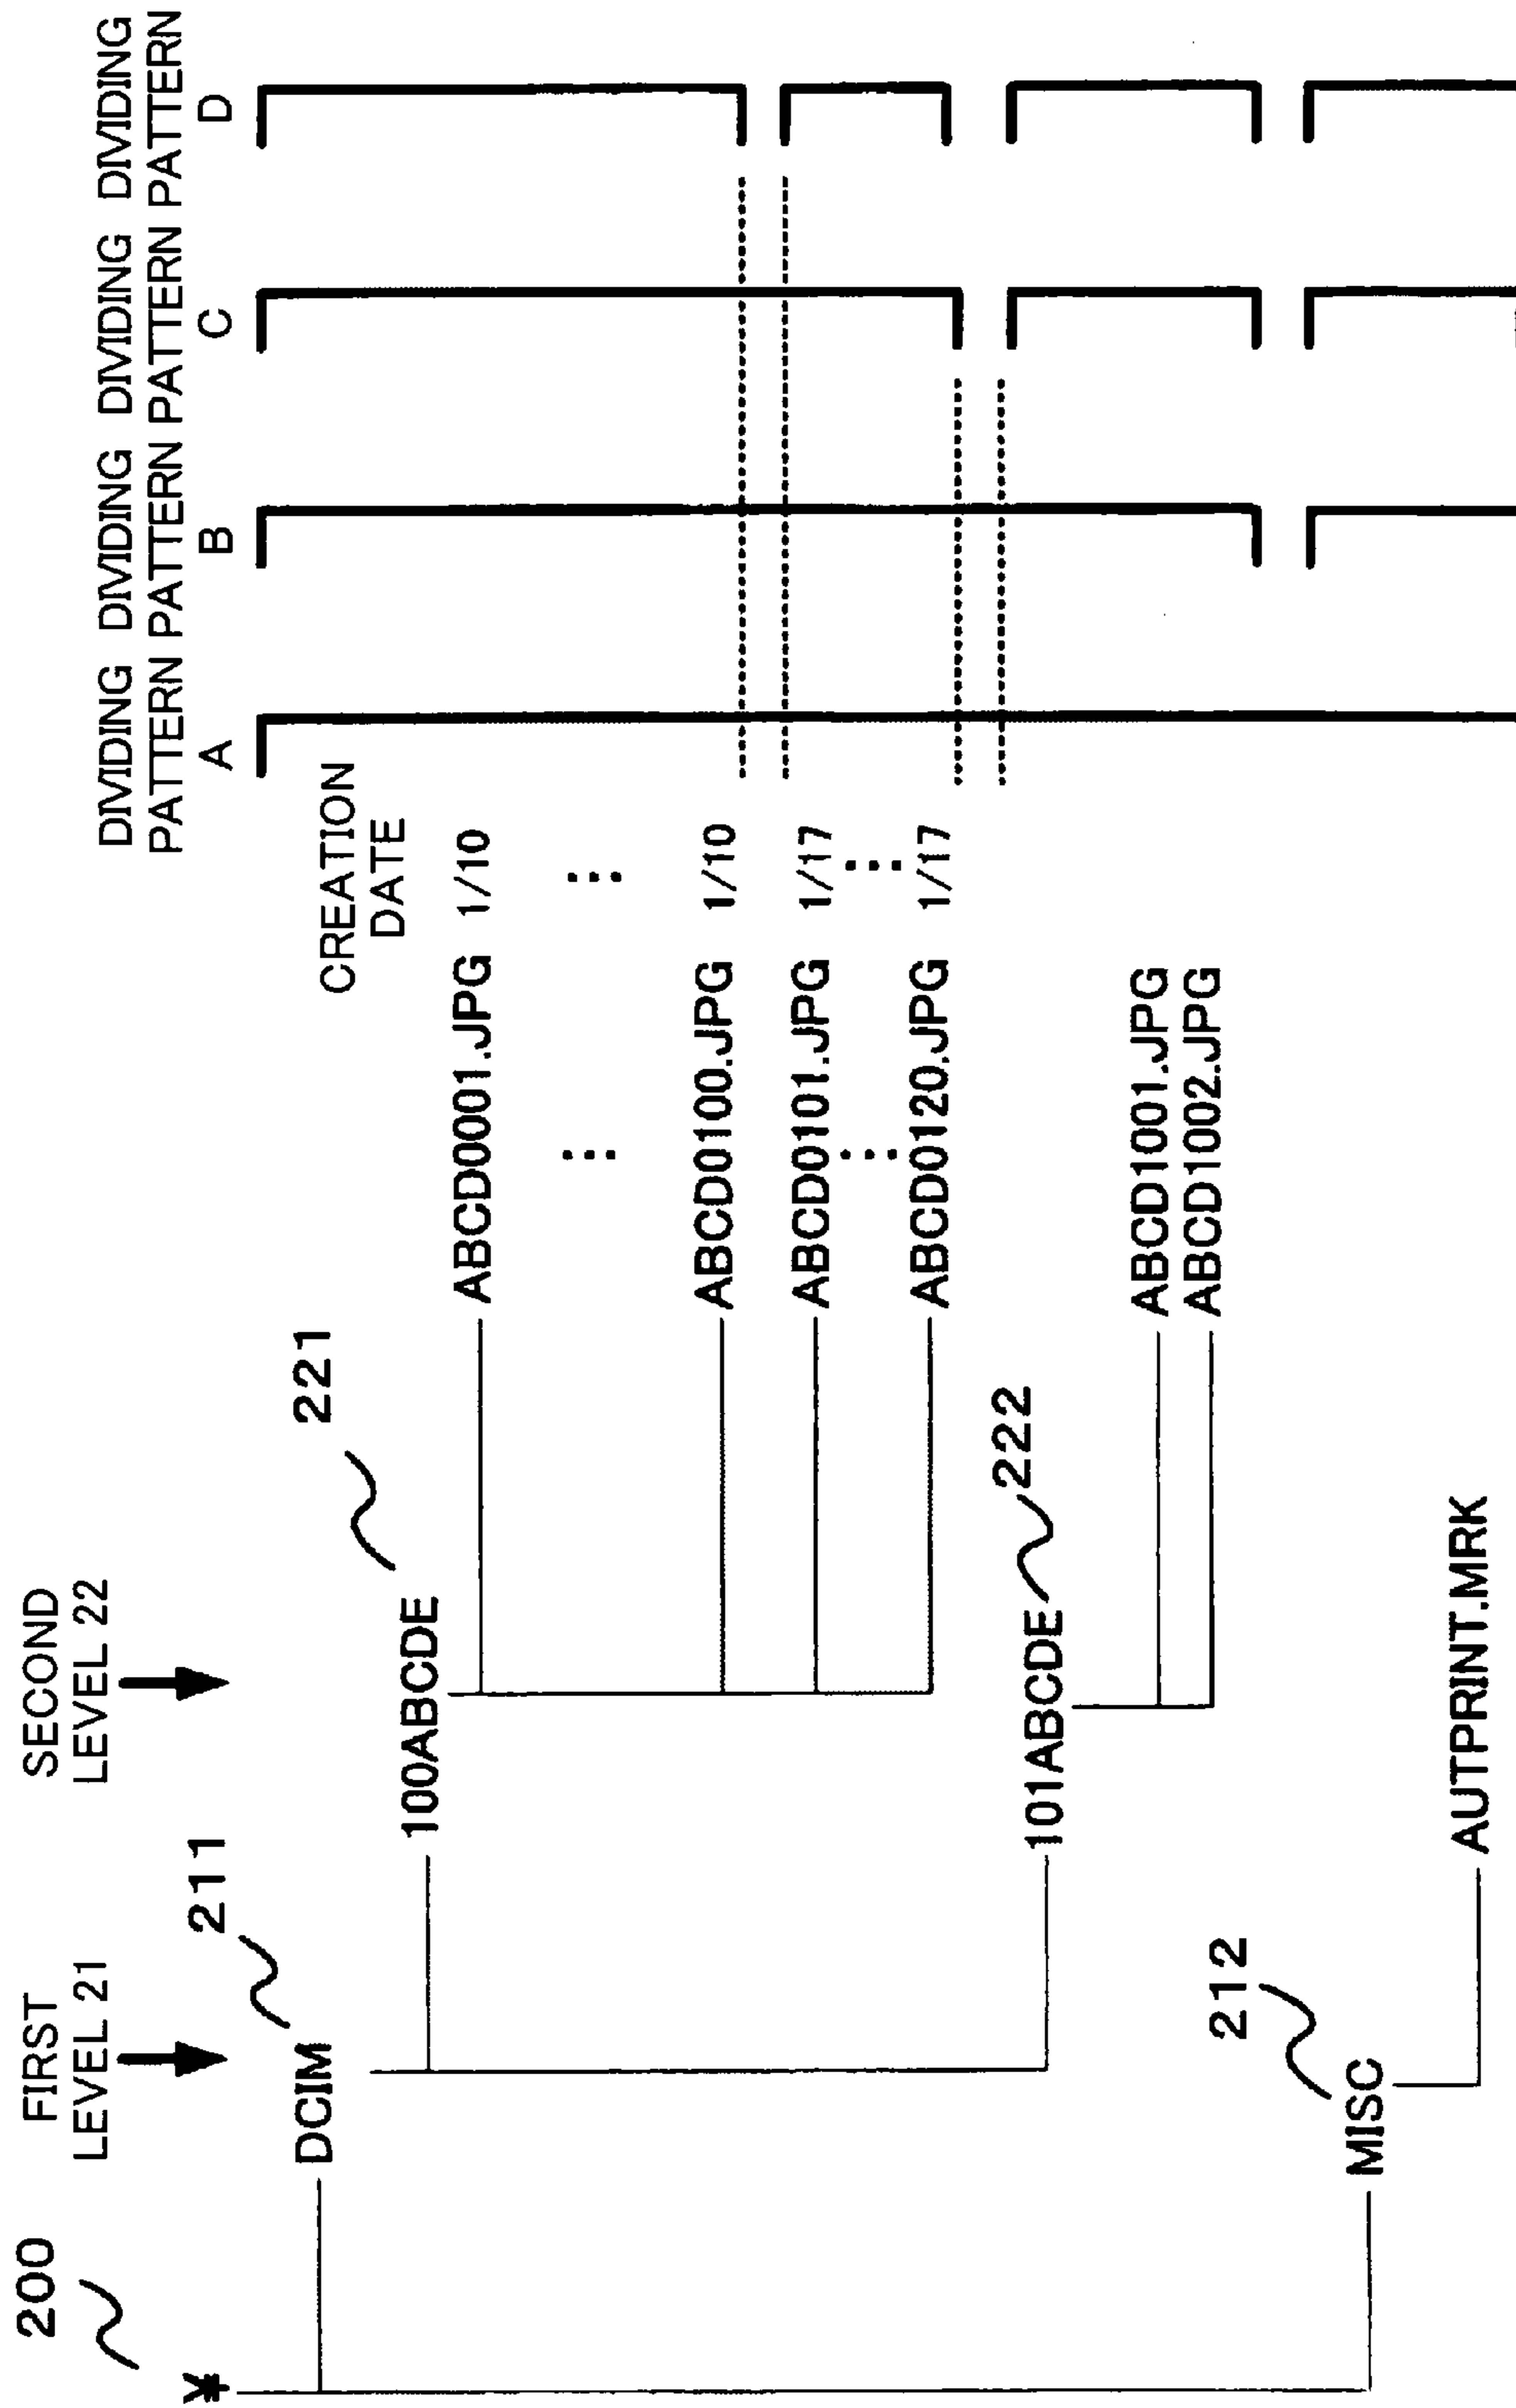 200
FIRST
LEVEL 21
SECOND
LEVEL 22
DIVIDING DIVIDING DIVIDING DIVIDING
PATTERN PATTERN PATTERN PATTERN
A B C D
¥
211
DCIM
221
CREATION
DATE
100ABCDE
ABCD0001.JPG 1/10
⋮ ⋮
ABCD0100.JPG 1/10
ABCD0101.JPG 1/17
⋮ ⋮
ABCD0120.JPG 1/17
222
101ABCDE
ABCD1001.JPG
ABCD1002.JPG
212
MISC
AUTPRINT.MRK